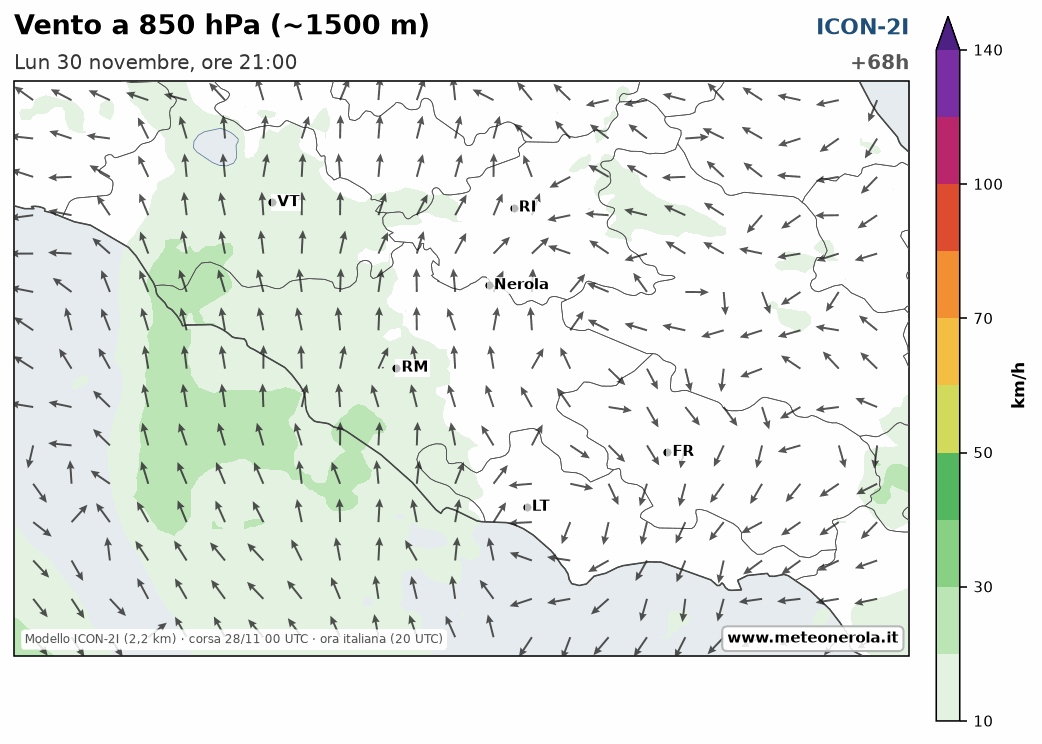 Vento a 850 hPa (~1500 m)
ICON-2I
Lun 30 novembre, ore 21:00
+68h
140
100
70
50
30
10
km/h
VT
RI
Nerola
RM
FR
LT
Modello ICON-2I (2,2 km) · corsa 28/11 00 UTC · ora italiana (20 UTC)
www.meteonerola.it